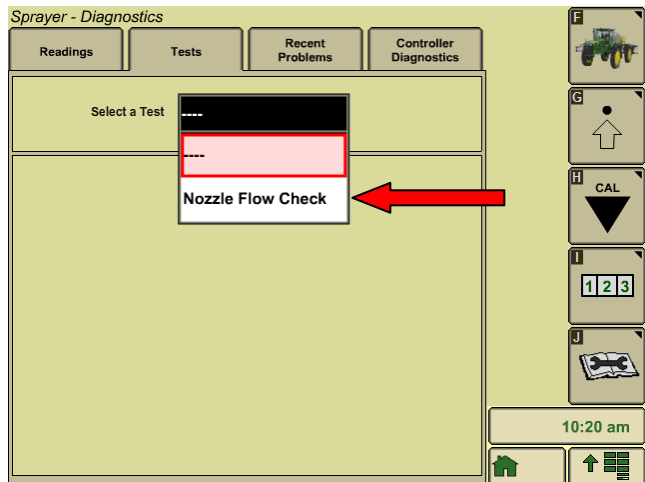 Sprayer - Diagnostics
Readings
Tests
Recent
Problems
Controller
Diagnostics
Select a Test
----
----
Nozzle Flow Check
F
G
H
CAL
I
1 2 3
J
10:20 am